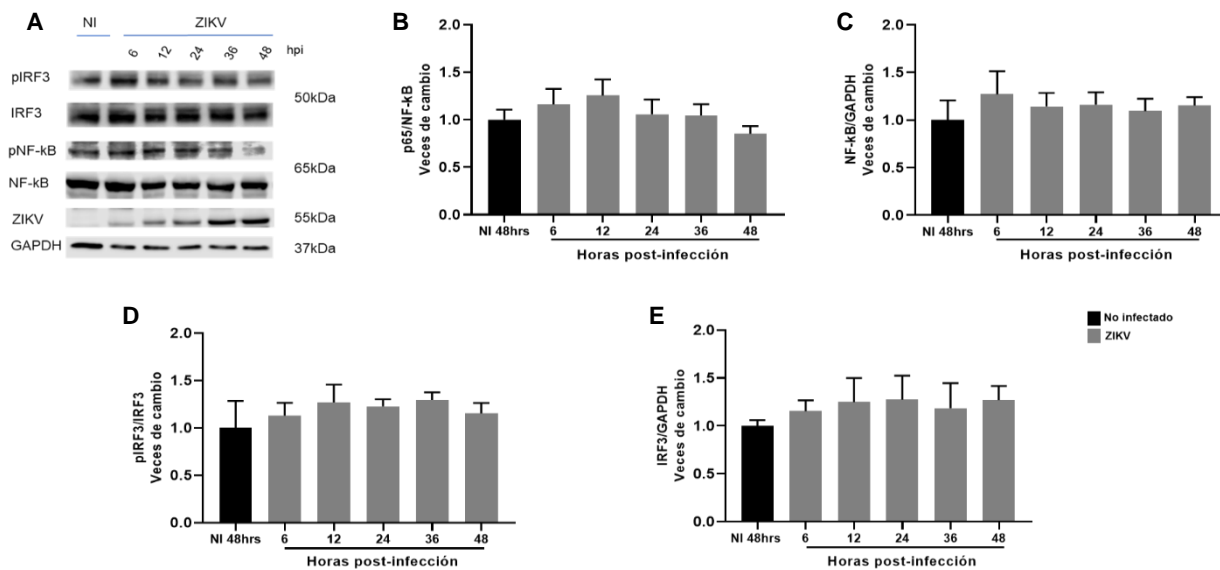 A
NI
ZIKV
6 12 24 36 48 hpi
pIRF3
50kDa
IRF3
pNF-kB
65kDa
NF-kB
ZIKV
55kDa
GAPDH
37kDa
B
p65/NF-kB
Veces de cambio
2.0
1.5
1.0
0.5
0.0
NI 48hrs 6 12 24 36 48
Horas post-infección
C
NF-kB/GAPDH
Veces de cambio
2.0
1.5
1.0
0.5
0.0
NI 48hrs 6 12 24 36 48
Horas post-infección
D
pIRF3/IRF3
Veces de cambio
2.0
1.5
1.0
0.5
0.0
NI 48hrs 6 12 24 36 48
Horas post-infección
E
IRF3/GAPDH
Veces de cambio
2.0
1.5
1.0
0.5
0.0
NI 48hrs 6 12 24 36 48
Horas post-infección
No infectado
ZIKV